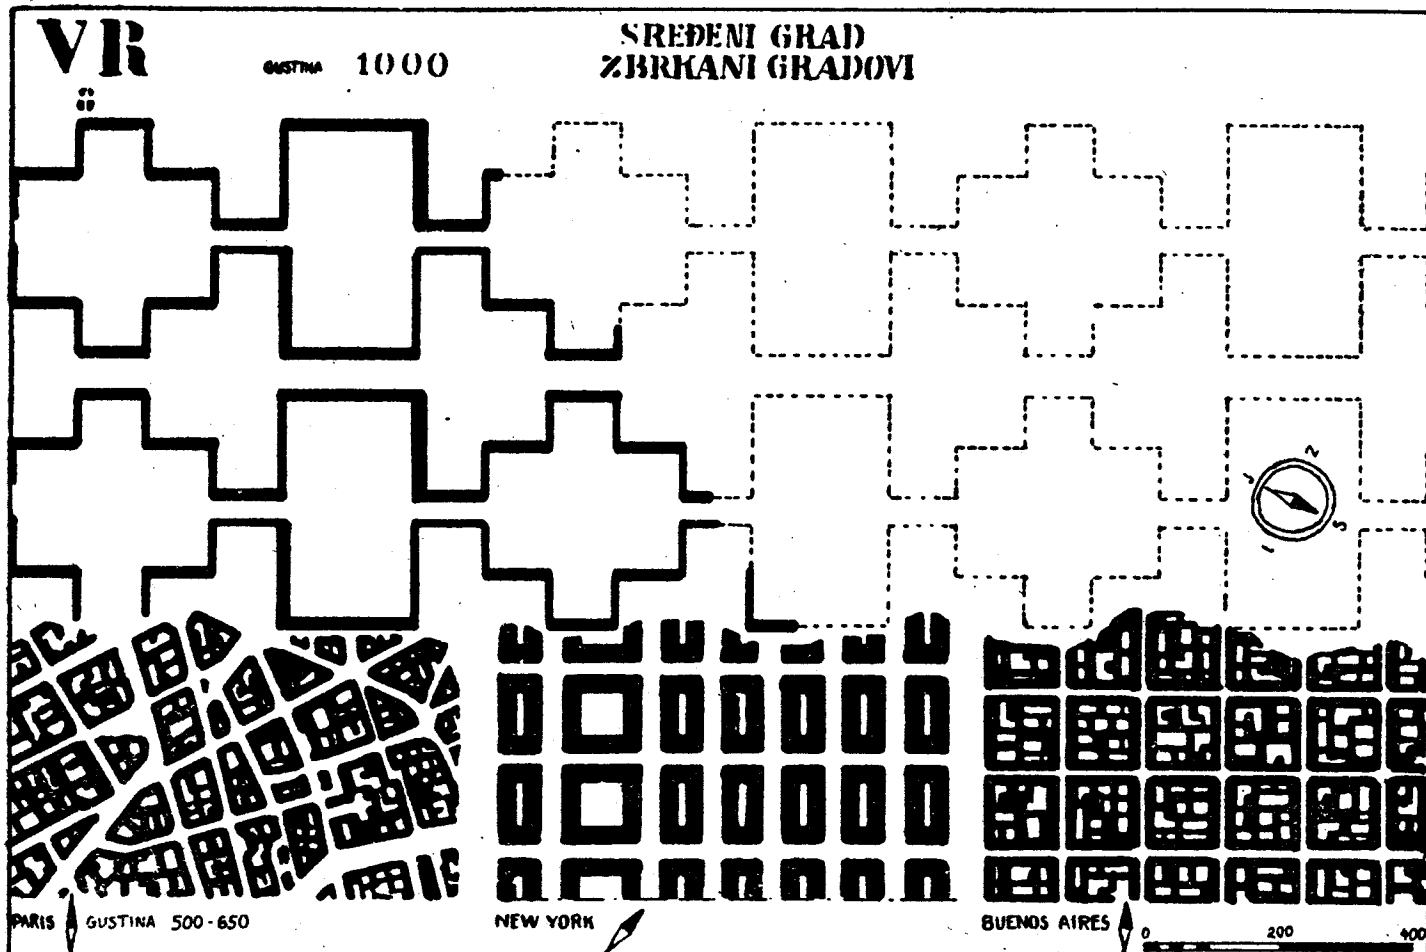 VR
GUSTINA 1000
SREĐENI GRAD
ZBRKANI GRADOVI
J
Z
S
I
PARIS GUSTINA 500-650
NEW YORK
BUENOS AIRES
0 200 400